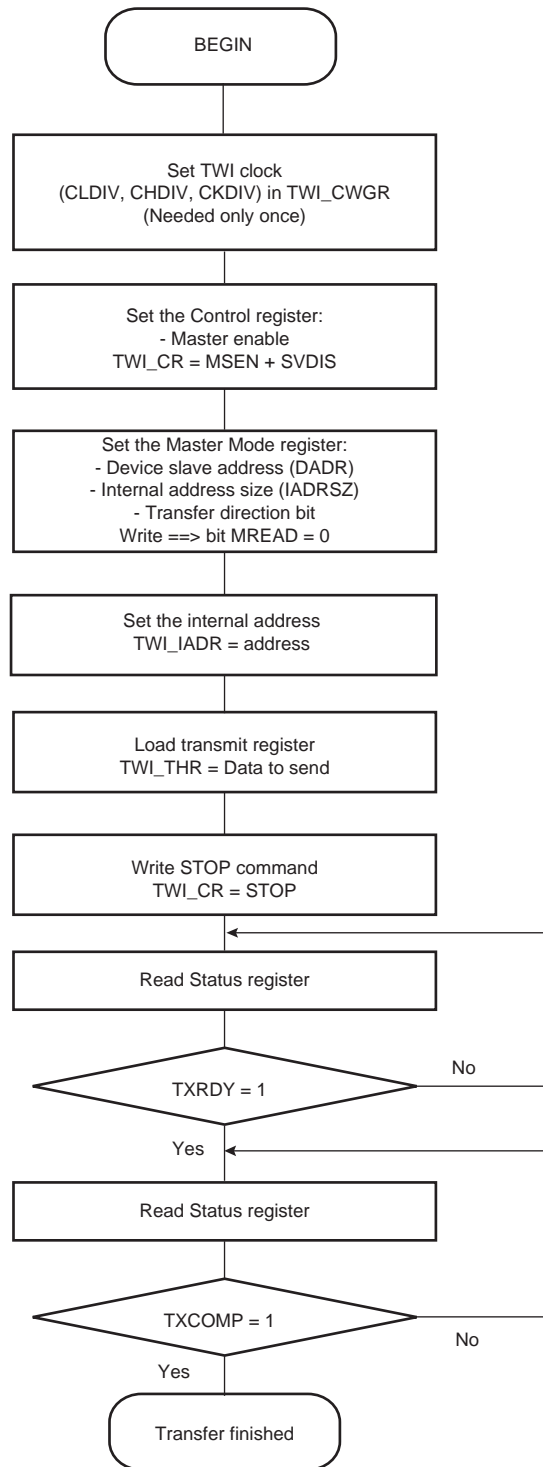 BEGIN
Set TWI clock
(CLDIV, CHDIV, CKDIV) in TWI_CWGR
(Needed only once)
Set the Control register:
- Master enable
TWI_CR = MSEN + SVDIS
Set the Master Mode register:
- Device slave address (DADR)
- Internal address size (IADRSZ)
- Transfer direction bit
Write ==> bit MREAD = 0
Set the internal address
TWI_IADR = address
Load transmit register
TWI_THR = Data to send
Write STOP command
TWI_CR = STOP
Read Status register
TXRDY = 1
No
Yes
Read Status register
TXCOMP = 1
No
Yes
Transfer finished